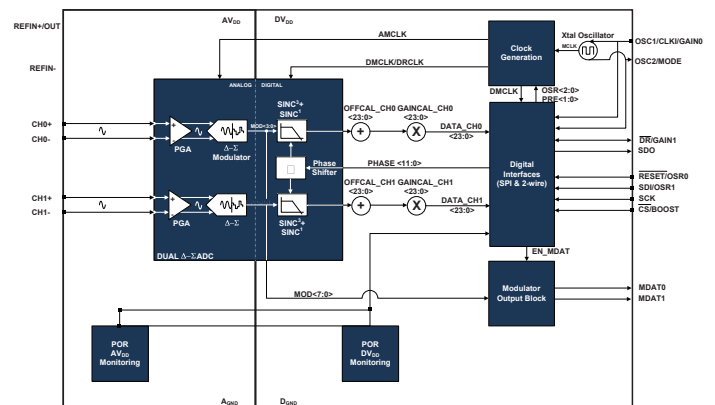 REFIN+/OUT
AVDD
DVDD
REFIN-
AMCLK
DMCLK/DRCLK
Clock
Generation
Xtal Oscillator
MCLK
OSC1/CLKI/GAIN0
OSC2/MODE
DMCLK
OSR<2:0>
PRE<1:0>
ANALOG
DIGITAL
SINC3+
SINC1
OFFCAL_CH0
<23:0>
GAINCAL_CH0
<23:0>
CH0+
CH0-
MOD<3:0>
DATA_CH0
<23:0>
PGA
Δ–Σ
Modulator
Phase
Shifter
PHASE <11:0>
Digital
Interfaces
(SPI & 2-wire)
DR/GAIN1
SDO
RESET/OSR0
SDI/OSR1
SCK
CS/BOOST
CH1+
CH1-
PGA
Δ–Σ
SINC3+
SINC1
OFFCAL_CH1
<23:0>
GAINCAL_CH1
<23:0>
DATA_CH1
<23:0>
DUAL Δ–Σ ADC
EN_MDAT
MOD<7:0>
Modulator
Output Block
MDAT0
MDAT1
POR
AVDD
Monitoring
POR
DVDD
Monitoring
AGND
DGND